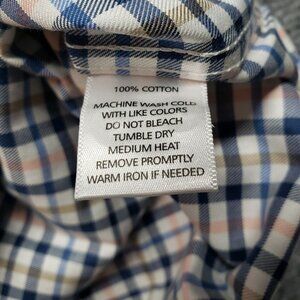 100% COTTON
MACHINE WASH COLD
WITH LIKE COLORS
DO NOT BLEACH
TUMBLE DRY
MEDIUM HEAT
REMOVE PROMPTLY
WARM IRON IF NEEDED